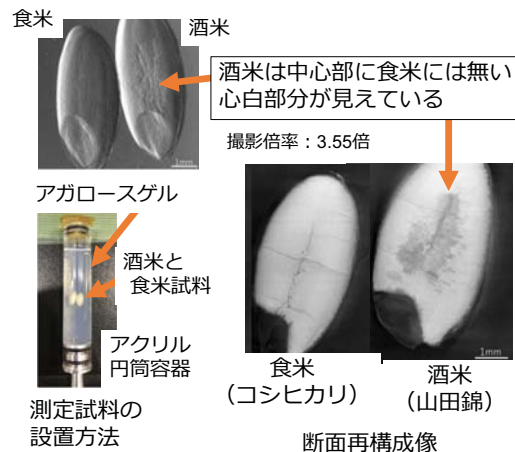 食米
酒米
酒米は中心部に食米には無い
心白部分が見えている
1mm
撮影倍率：3.55倍
アガロースゲル
酒米と
食米試料
アクリル
円筒容器
測定試料の
設置方法
1mm
食米
（コシヒカリ）
酒米
（山田錦）
断面再構成像